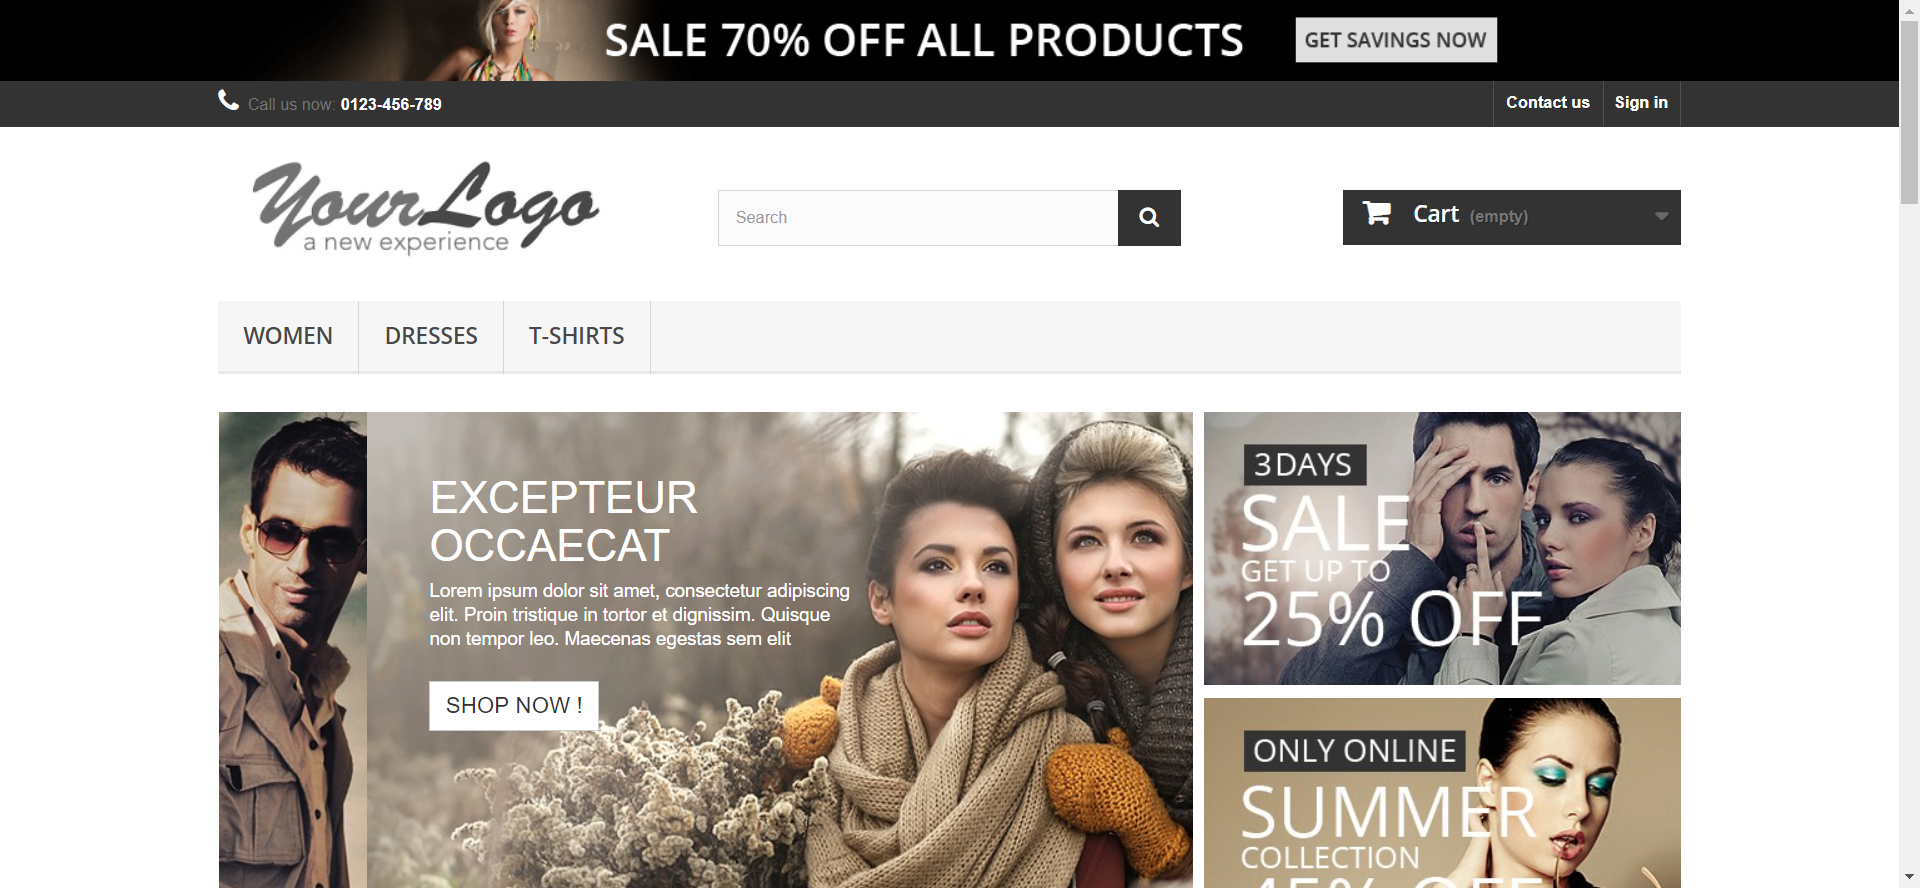 SALE 70% OFF ALL PRODUCTS
GET SAVINGS NOW
Call us now: 0123-456-789
Contact us
Sign in
Your Logo
a new experience
Search
Cart (empty)
WOMEN
DRESSES
T-SHIRTS
EXCEPTEUR
OCCAECAT
Lorem ipsum dolor sit amet, consectetur adipiscing
elit. Proin tristique in tortor et dignissim. Quisque
non tempor leo. Maecenas egestas sem elit
SHOP NOW !
3 DAYS
SALE
GET UP TO
25% OFF
ONLY ONLINE
SUMMER
COLLECTION